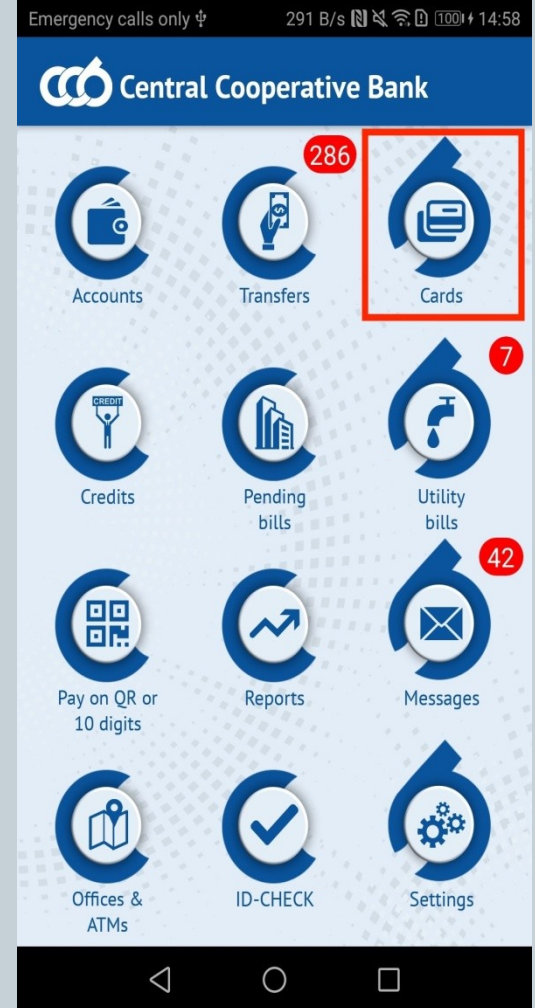 Emergency calls only 291 B/s 100 14:58
CCB Central Cooperative Bank
286
Accounts Transfers Cards
7
CREDIT
Credits Pending bills Utility bills
42
Pay on QR or 10 digits Reports Messages
Offices & ATMs ID-CHECK Settings